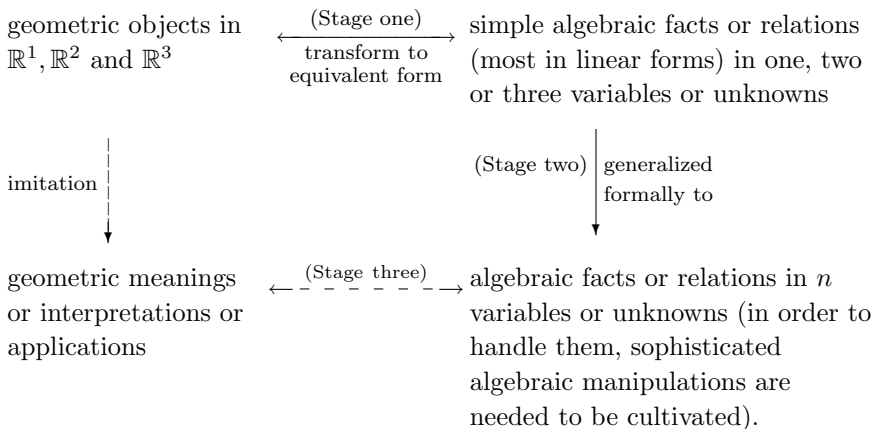 geometric objects in
ℝ¹, ℝ² and ℝ³
(Stage one)
transform to
equivalent form
simple algebraic facts or relations
(most in linear forms) in one, two
or three variables or unknowns
imitation
(Stage two)
generalized
formally to
geometric meanings
or interpretations or
applications
(Stage three)
algebraic facts or relations in n
variables or unknowns (in order to
handle them, sophisticated
algebraic manipulations are
needed to be cultivated).